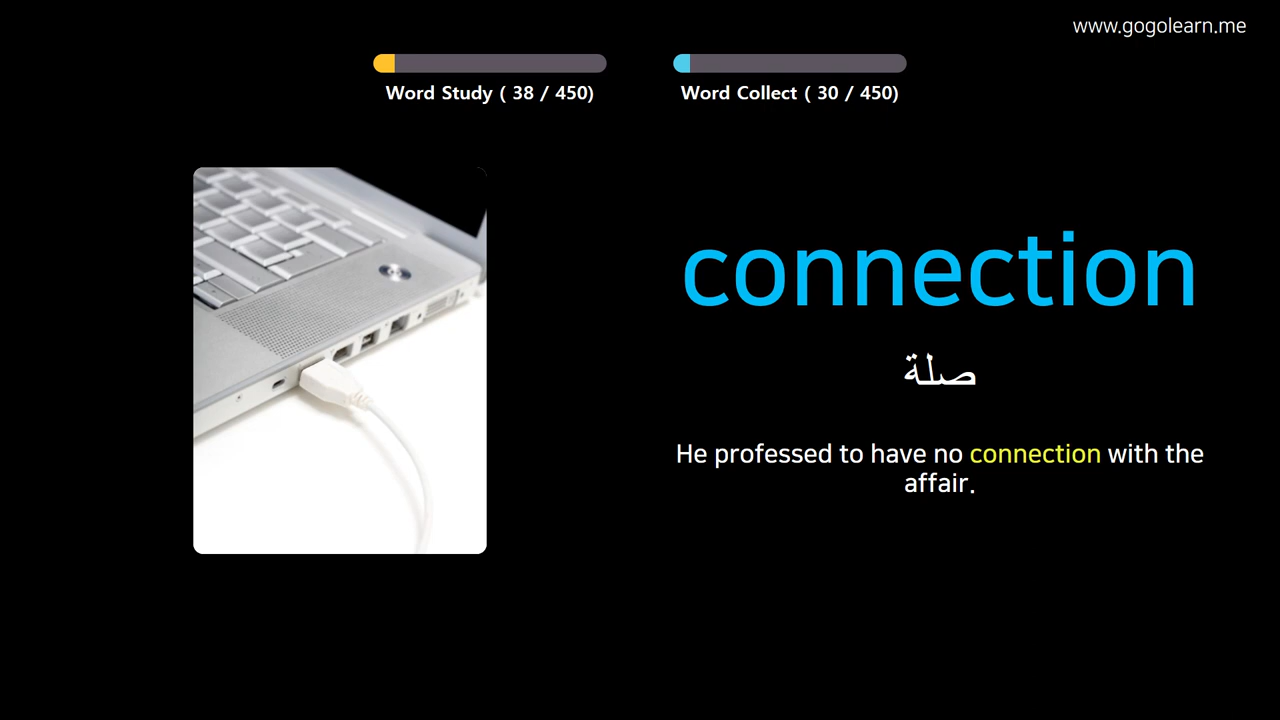 www.gogolearn.me
Word Study ( 38 / 450)
Word Collect ( 30 / 450)
connection
صلة
He professed to have no connection with the
affair.